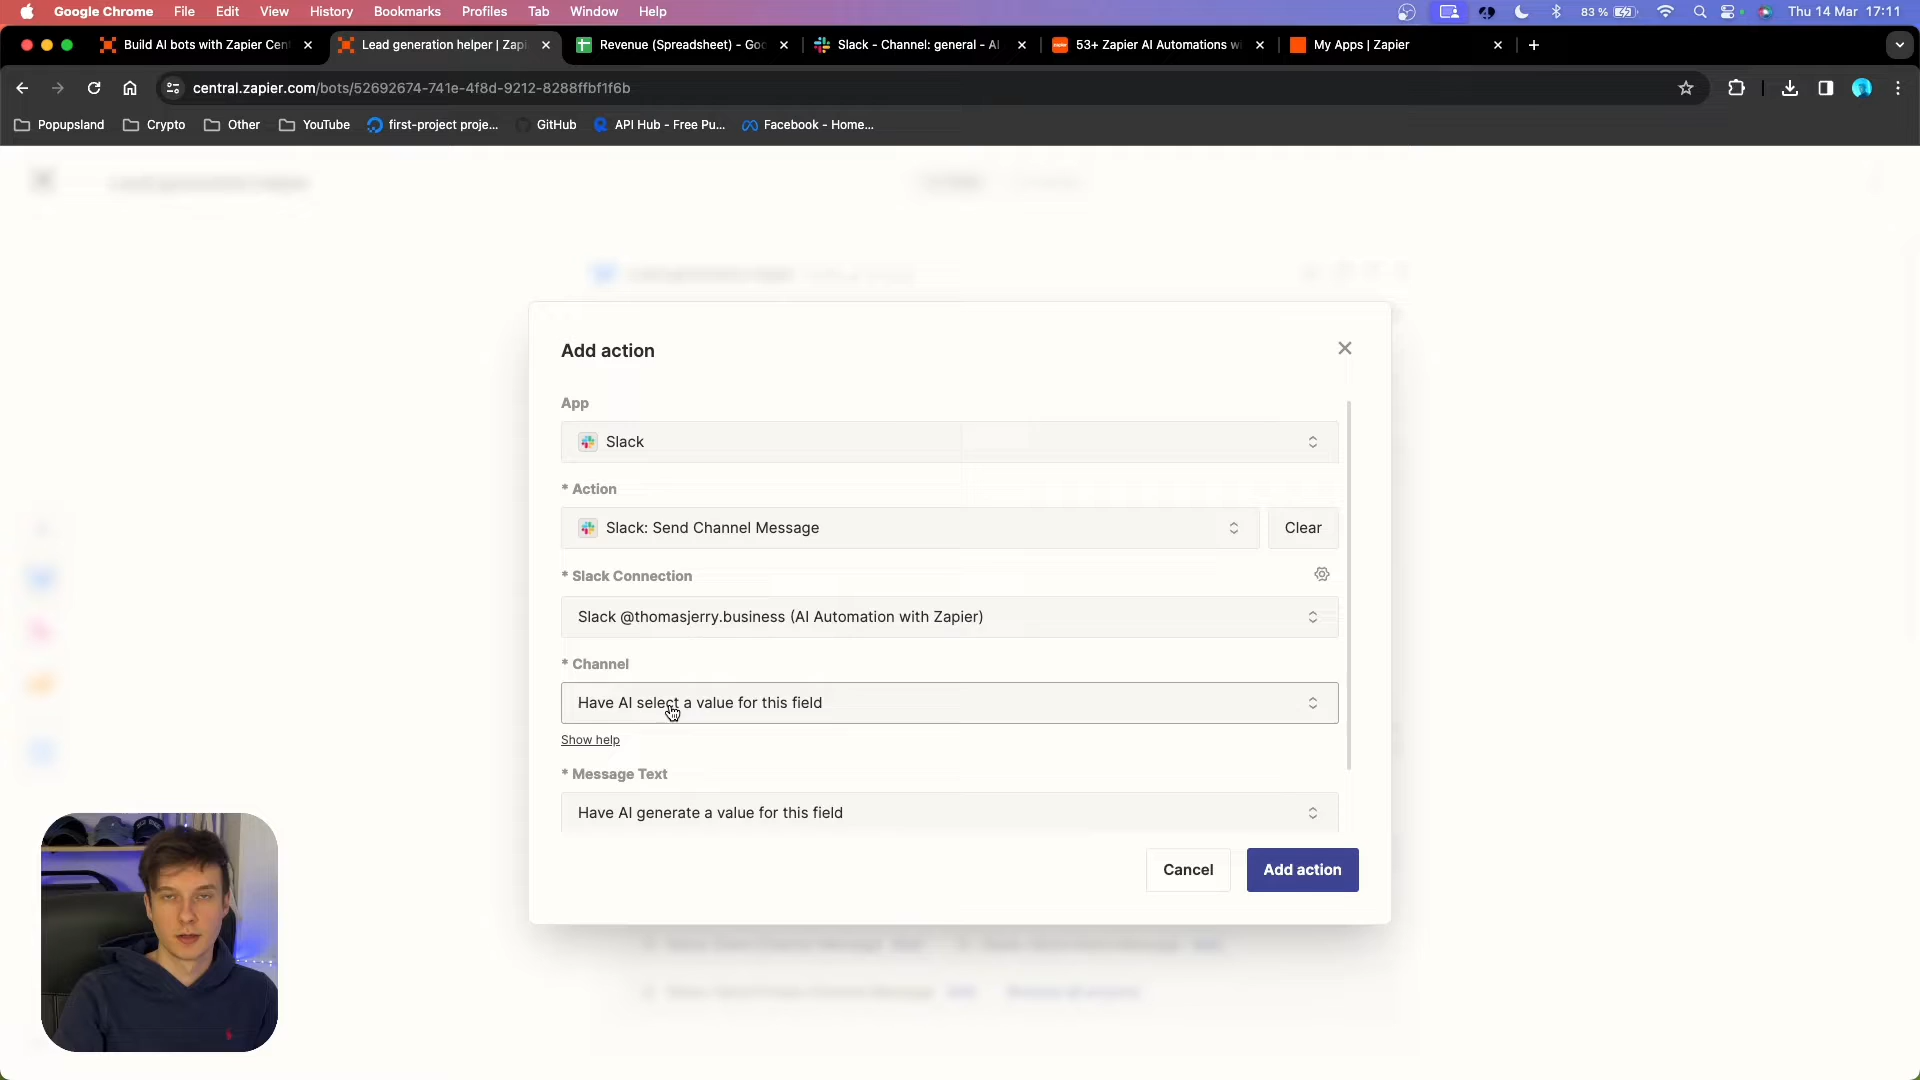 Google Chrome File Edit View History Bookmarks Profiles Tab Window Help 83 % Thu 14 Mar 17:11
Build AI bots with Zapier Cen Lead generation helper | Zapi Revenue (Spreadsheet) - Goo Slack - Channel: general - AI 53+ Zapier AI Automations wi My Apps | Zapier
central.zapier.com/bots/52692674-741e-4f8d-9212-8288ffbf1f6b
Popupsland Crypto Other YouTube first-project proje... GitHub API Hub - Free Pu... Facebook - Home...
Add action
App
Slack
* Action
Slack: Send Channel Message Clear
* Slack Connection
Slack @thomasjerry.business (AI Automation with Zapier)
* Channel
Have AI select a value for this field
Show help
* Message Text
Have AI generate a value for this field
Cancel Add action